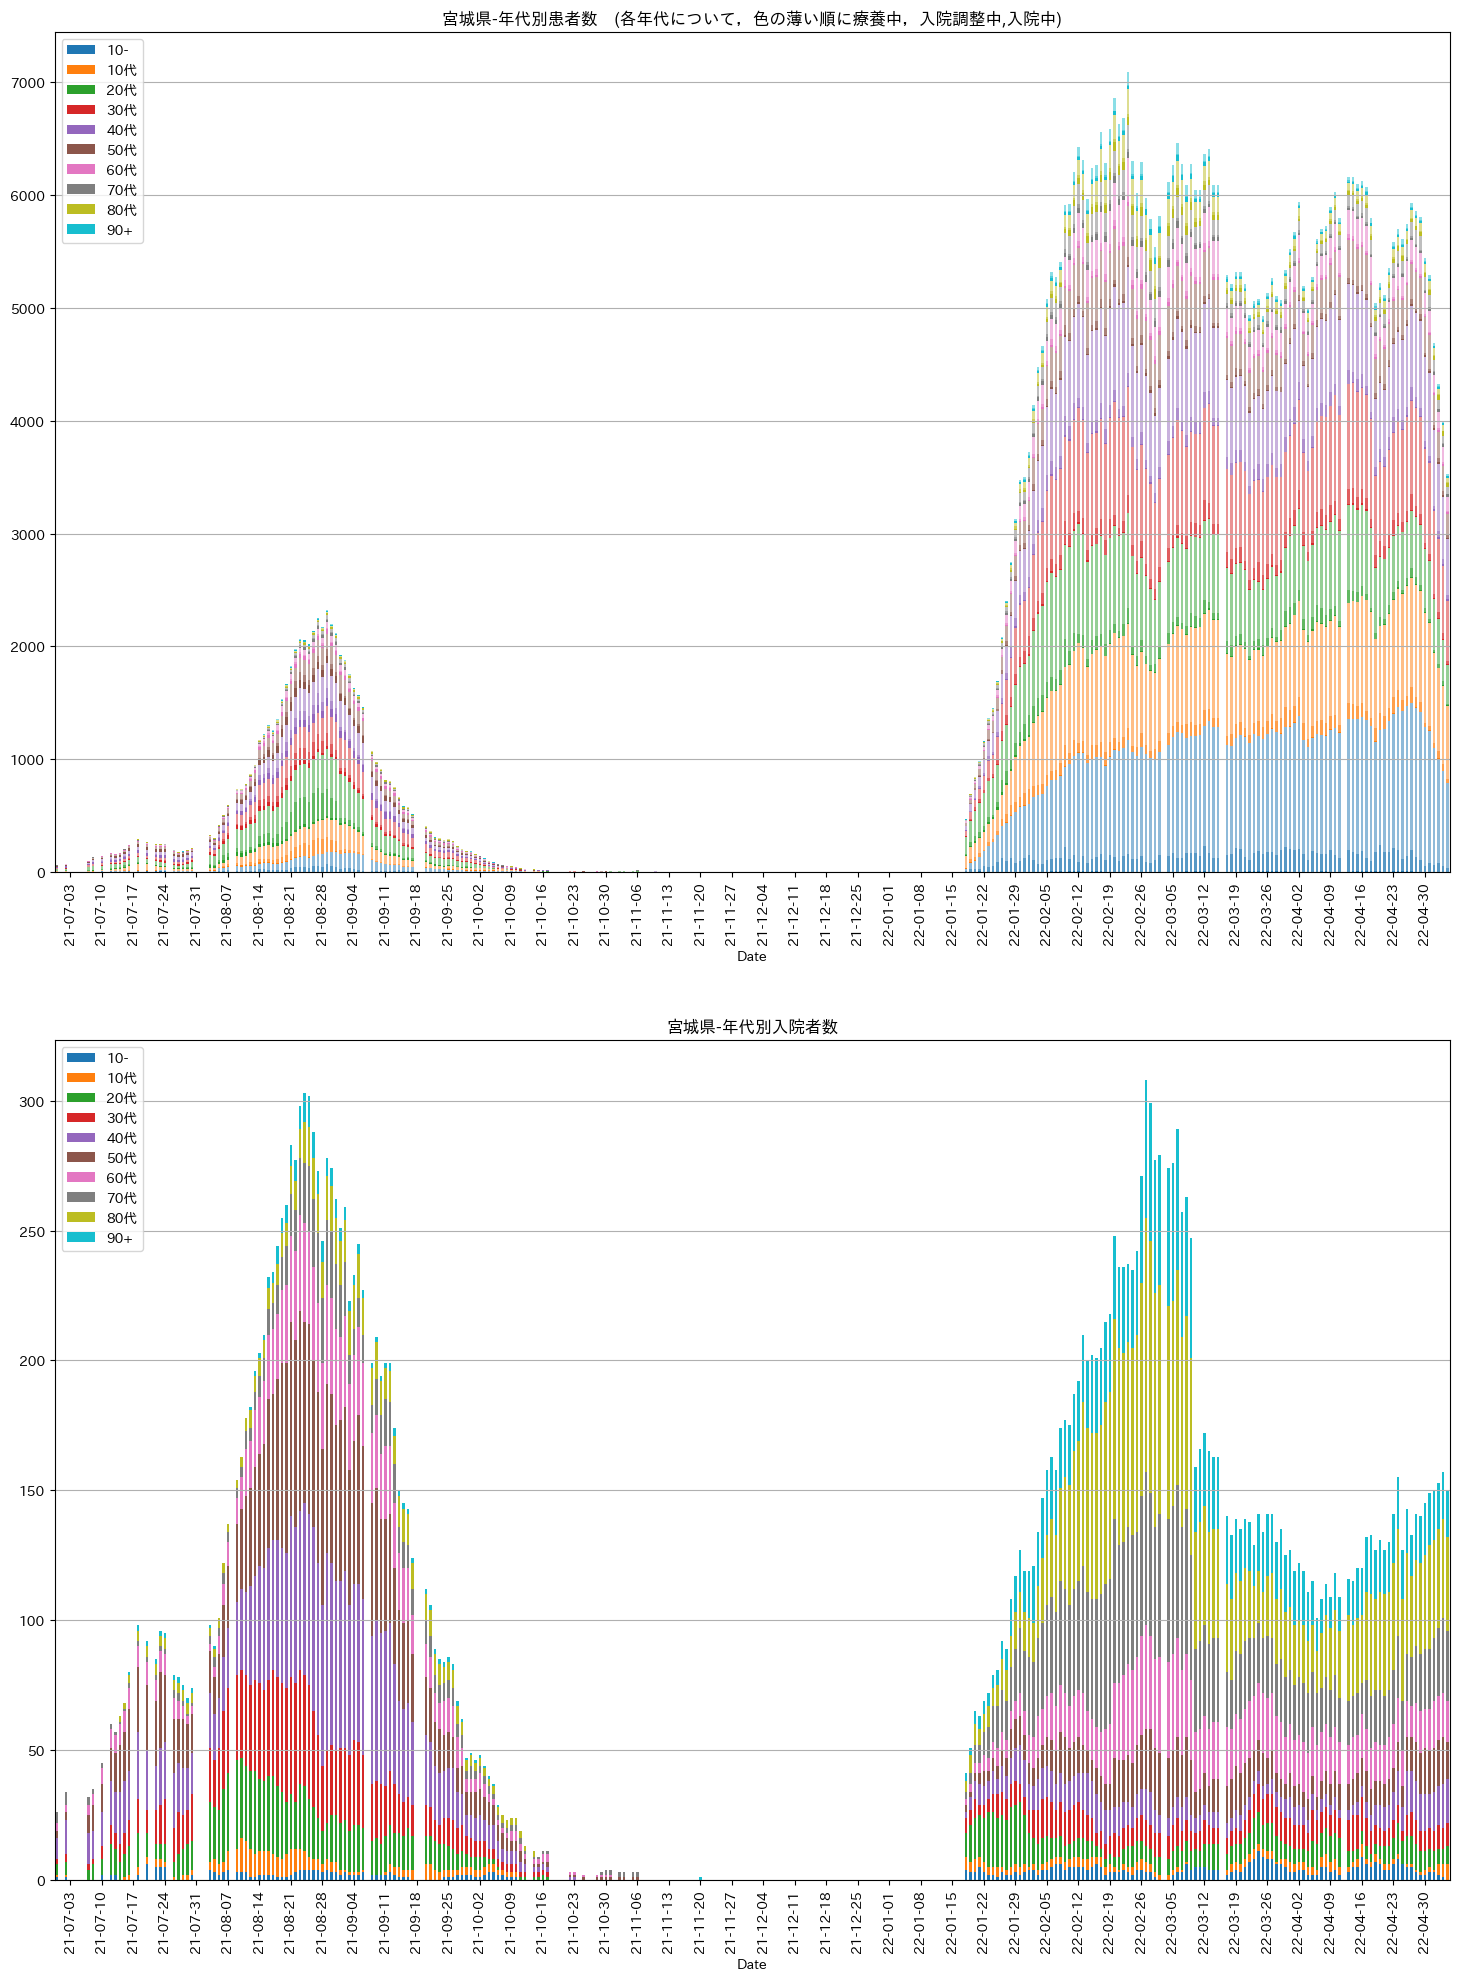 宮城県-年代別患者数　(各年代について，色の薄い順に療養中，入院調整中,入院中)
10-
10代
20代
30代
40代
50代
60代
70代
80代
90+
7000
6000
5000
4000
3000
2000
1000
0
21-07-03 21-07-10 21-07-17 21-07-24 21-07-31 21-08-07 21-08-14 21-08-21 21-08-28 21-09-04 21-09-11 21-09-18 21-09-25 21-10-02 21-10-09 21-10-16 21-10-23 21-10-30 21-11-06 21-11-13 21-11-20 21-11-27 21-12-04 21-12-11 21-12-18 21-12-25 22-01-01 22-01-08 22-01-15 22-01-22 22-01-29 22-02-05 22-02-12 22-02-19 22-02-26 22-03-05 22-03-12 22-03-19 22-03-26 22-04-02 22-04-09 22-04-16 22-04-23 22-04-30
Date
宮城県-年代別入院者数
10-
10代
20代
30代
40代
50代
60代
70代
80代
90+
300
250
200
150
100
50
0
21-07-03 21-07-10 21-07-17 21-07-24 21-07-31 21-08-07 21-08-14 21-08-21 21-08-28 21-09-04 21-09-11 21-09-18 21-09-25 21-10-02 21-10-09 21-10-16 21-10-23 21-10-30 21-11-06 21-11-13 21-11-20 21-11-27 21-12-04 21-12-11 21-12-18 21-12-25 22-01-01 22-01-08 22-01-15 22-01-22 22-01-29 22-02-05 22-02-12 22-02-19 22-02-26 22-03-05 22-03-12 22-03-19 22-03-26 22-04-02 22-04-09 22-04-16 22-04-23 22-04-30
Date